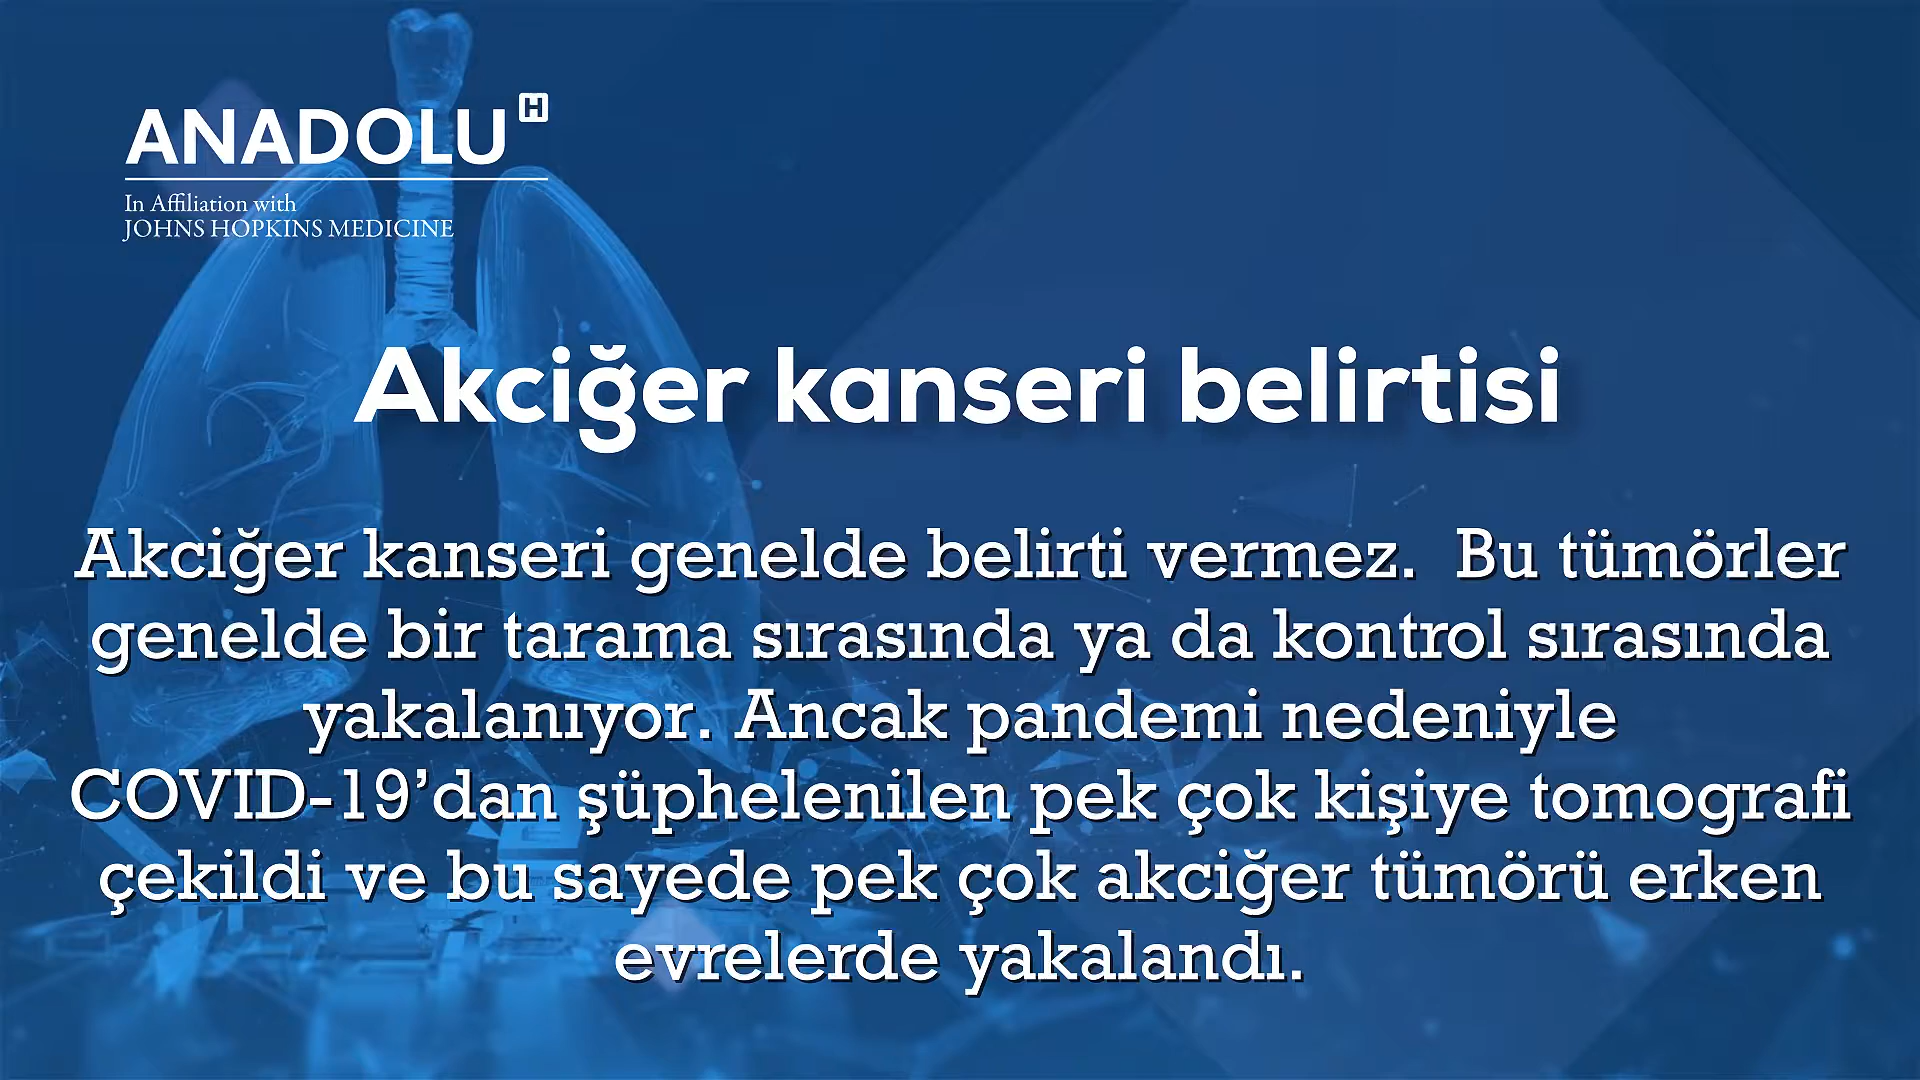 ANADOLU H
In Affiliation with
JOHNS HOPKINS MEDICINE
Akciğer kanseri belirtisi
Akciğer kanseri genelde belirti vermez.  Bu tümörler
genelde bir tarama sırasında ya da kontrol sırasında
yakalanıyor. Ancak pandemi nedeniyle
COVID-19’dan şüphelenilen pek çok kişiye tomografi
çekildi ve bu sayede pek çok akciğer tümörü erken
evrelerde yakalandı.